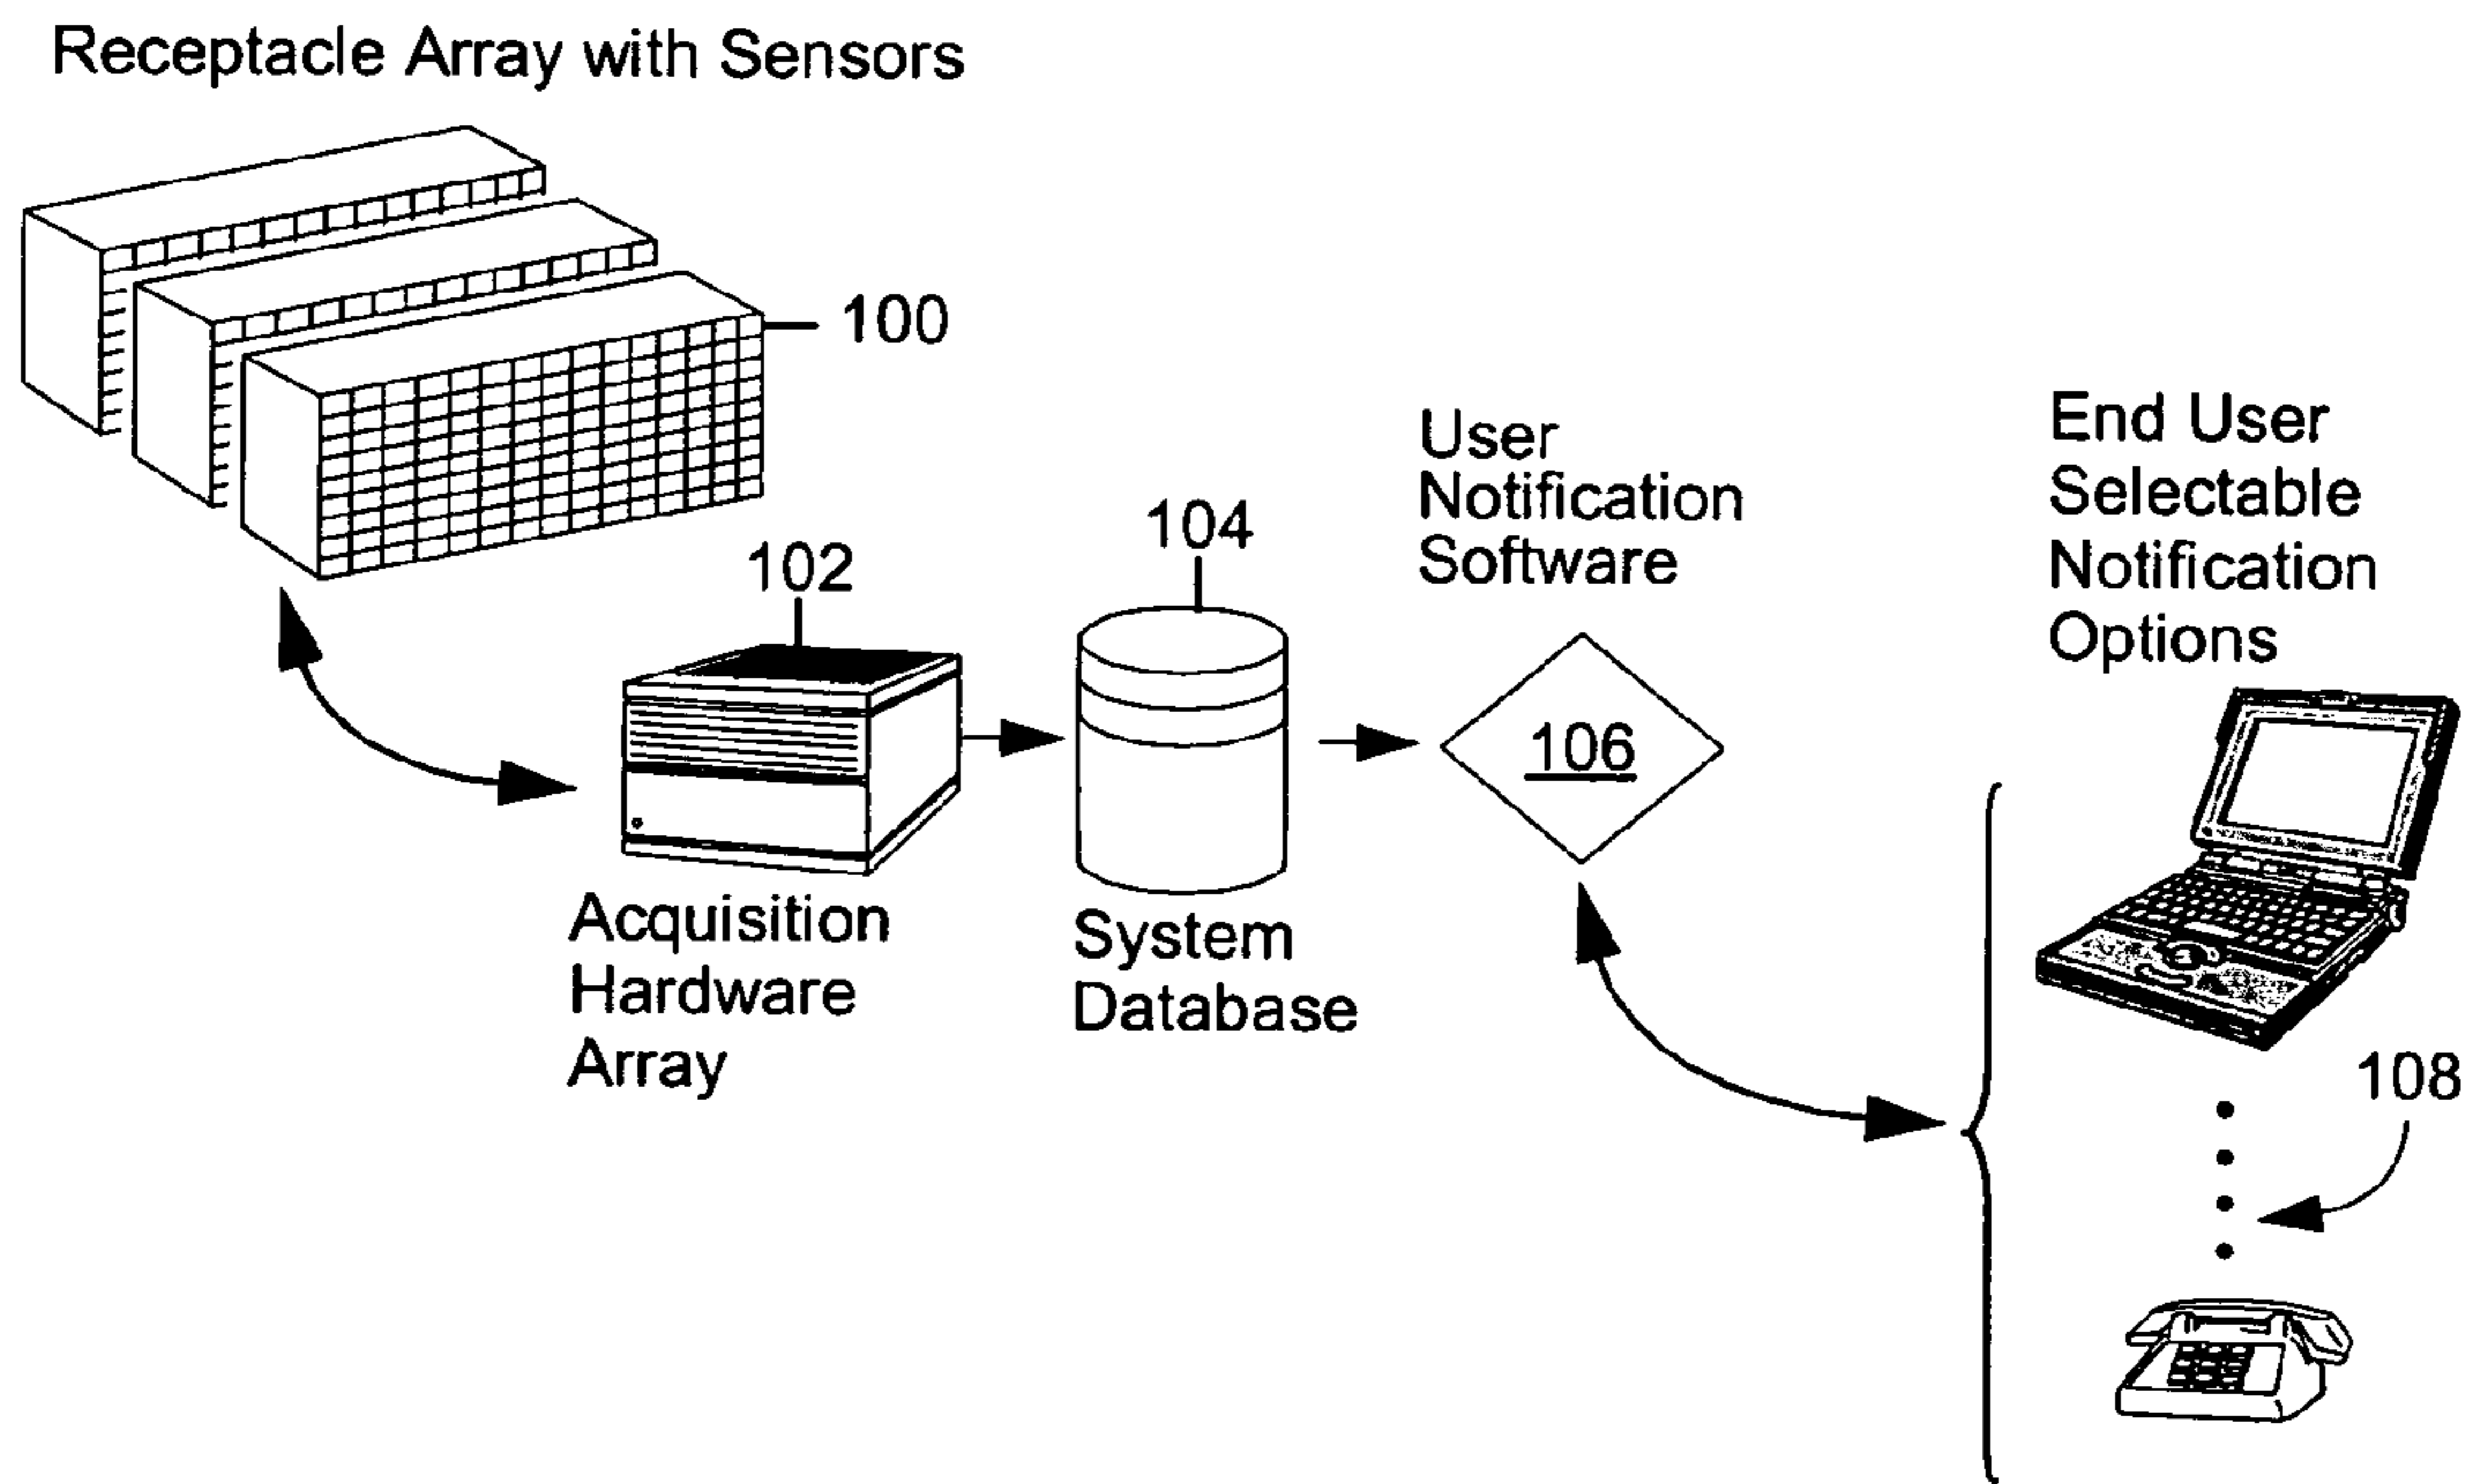 Receptacle Array with Sensors
100
102
104
User
Notification
Software
106
End User
Selectable
Notification
Options
Acquisition
Hardware
Array
System
Database
108